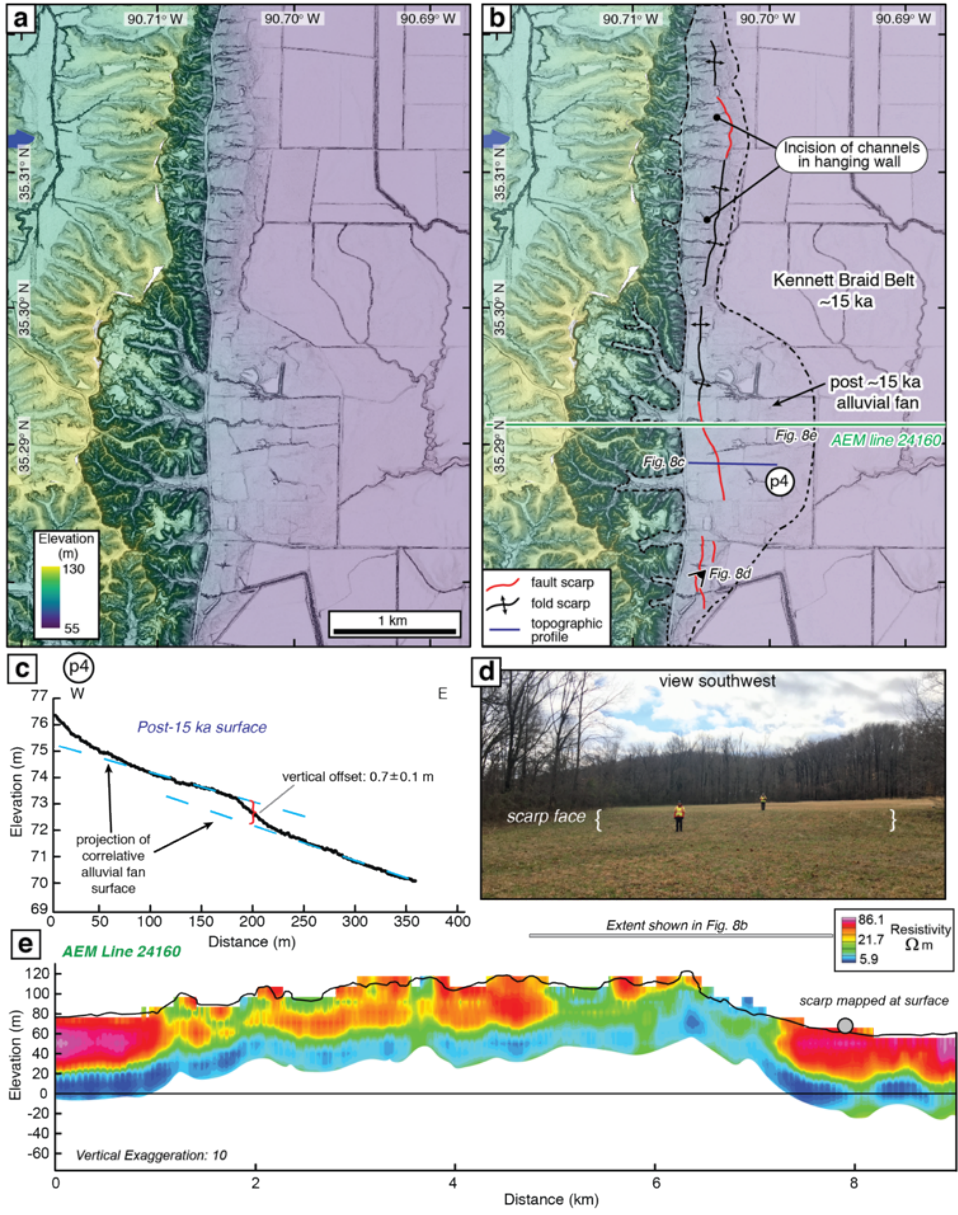 a
90.71° W
90.70° W
90.69° W
35.31° N
35.30° N
35.29° N
Elevation
(m)
130
55
1 km
b
90.71° W
90.70° W
90.69° W
35.31° N
35.30° N
35.29° N
Incision of channels
in hanging wall
Kennett Braid Belt
~15 ka
post ~15 ka
alluvial fan
Fig. 8e
AEM line 24160
Fig. 8c
p4
Fig. 8d
fault scarp
fold scarp
topographic
profile
c
p4
W
E
77
76
75
74
73
72
71
70
69
Elevation (m)
Post-15 ka surface
vertical offset: 0.7±0.1 m
projection of
correlative
alluvial fan
surface
0
50
100
150
200
250
300
350
400
Distance (m)
d
view southwest
scarp face { }
Extent shown in Fig. 8b
86.1
21.7
5.9
Resistivity
Ω m
e
AEM Line 24160
scarp mapped at surface
120
100
80
60
40
20
0
-20
-40
-60
Elevation (m)
Vertical Exaggeration: 10
0
2
4
6
8
Distance (km)